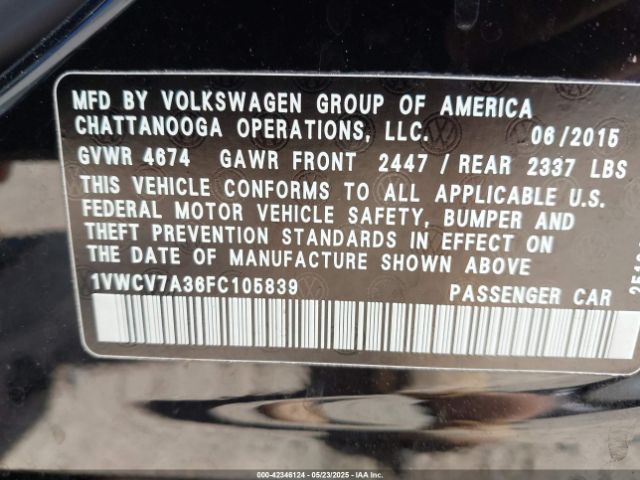 MFD BY VOLKSWAGEN GROUP OF AMERICA
CHATTANOOGA OPERATIONS, LLC. 06/2015
GVWR 4674 GAWR FRONT 2447 / REAR 2337 LBS
THIS VEHICLE CONFORMS TO ALL APPLICABLE U.S.
FEDERAL MOTOR VEHICLE SAFETY, BUMPER AND
THEFT PREVENTION STANDARDS IN EFFECT ON
THE DATE OF MANUFACTURE SHOWN ABOVE
1VWCV7A36FC105839 PASSENGER CAR
000-42346124 - 05/23/2025 - IAA Inc.